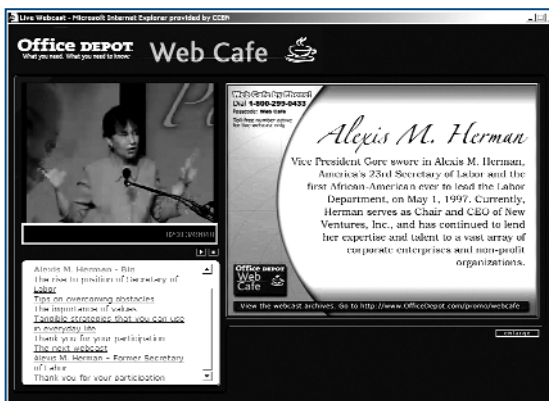 Live Webcast - Microsoft Internet Explorer provided by CCBN
Office DEPOT
What you need. What you need to know.
Web Cafe
Web Cafe by Phone!
Dial 1-800-299-0433
Passcode: Web Cafe
Toll-free number active
for live webcast only
Alexis M. Herman
Vice President Gore swore in Alexis M. Herman,
America's 23rd Secretary of Labor and the
first African-American ever to lead the Labor
Department, on May 1, 1997. Currently,
Herman serves as Chair and CEO of New
Ventures, Inc., and has continued to lend
her expertise and talent to a vast array of
corporate enterprises and non-profit
organizations.
Office DEPOT
Web
Cafe
View the webcast archives. Go to http://www.OfficeDepot.com/promo/webcafe
enlarge
Alexis M. Herman - Bio
The rise to position of Secretary of
Labor
Tips on overcoming obstacles
The importance of values
Tangible strategies that you can use
in everyday life
Thank you for your participation
The next webcast
Alexis M. Herman - Former Secretary
of Labor
Thank you for your participation